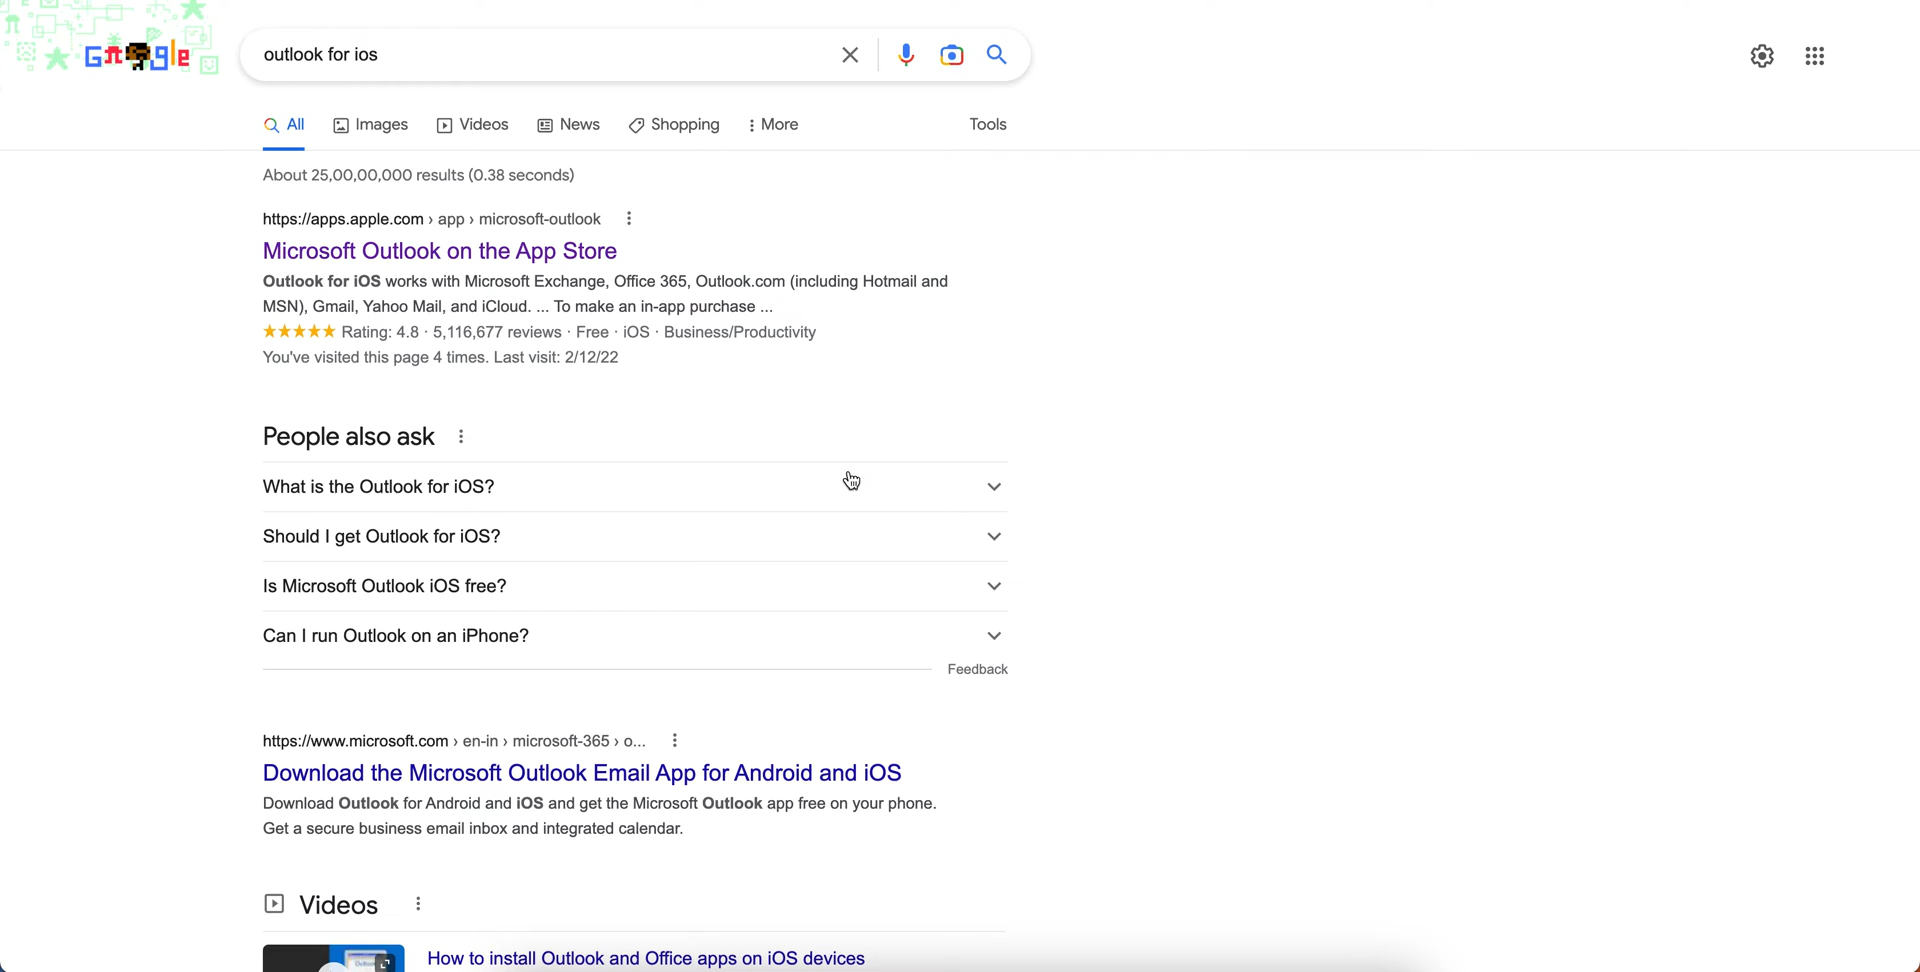 Google
outlook for ios
All Images Videos News Shopping More Tools
About 25,00,00,000 results (0.38 seconds)
https://apps.apple.com › app › microsoft-outlook
Microsoft Outlook on the App Store
Outlook for iOS works with Microsoft Exchange, Office 365, Outlook.com (including Hotmail and
MSN), Gmail, Yahoo Mail, and iCloud. ... To make an in-app purchase ...
★★★★★ Rating: 4.8 · 5,116,677 reviews · Free · iOS · Business/Productivity
You've visited this page 4 times. Last visit: 2/12/22
People also ask
What is the Outlook for iOS?
Should I get Outlook for iOS?
Is Microsoft Outlook iOS free?
Can I run Outlook on an iPhone?
Feedback
https://www.microsoft.com › en-in › microsoft-365 › o...
Download the Microsoft Outlook Email App for Android and iOS
Download Outlook for Android and iOS and get the Microsoft Outlook app free on your phone.
Get a secure business email inbox and integrated calendar.
Videos
How to install Outlook and Office apps on iOS devices